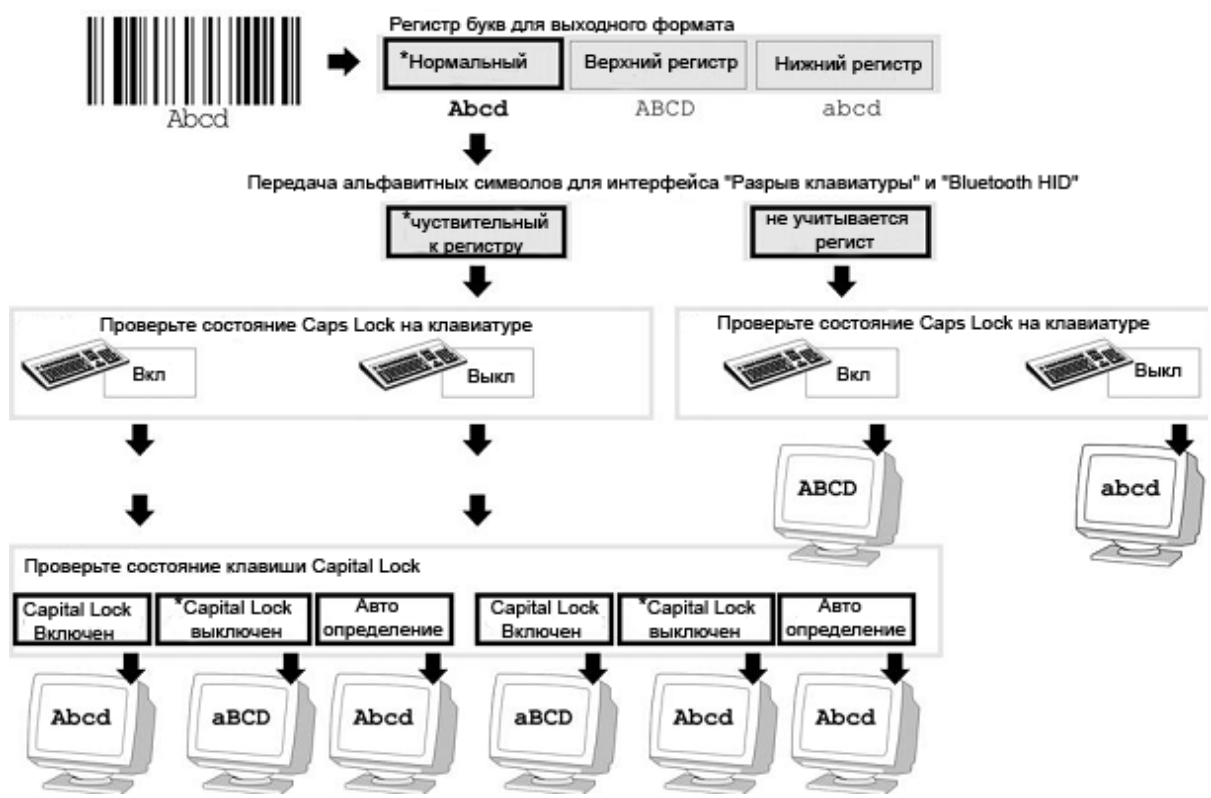 Регистр букв для выходного формата
*Нормальный
Верхний регистр
Нижний регистр
Abcd
Abcd
ABCD
abcd
Передача альфавитных символов для интерфейса "Разрыв клавиатуры" и "Bluetooth HID"
*чуствительный
к регистру
не учитывается
регист
Проверьте состояние Caps Lock на клавиатуре
Вкл
Выкл
Проверьте состояние Caps Lock на клавиатуре
Вкл
Выкл
ABCD
abcd
Проверьте состояние клавиши Capital Lock
Capital Lock
Включен
*Capital Lock
выключен
Авто
определение
Capital Lock
Включен
*Capital Lock
выключен
Авто
определение
Abcd
aBCD
Abcd
aBCD
Abcd
Abcd